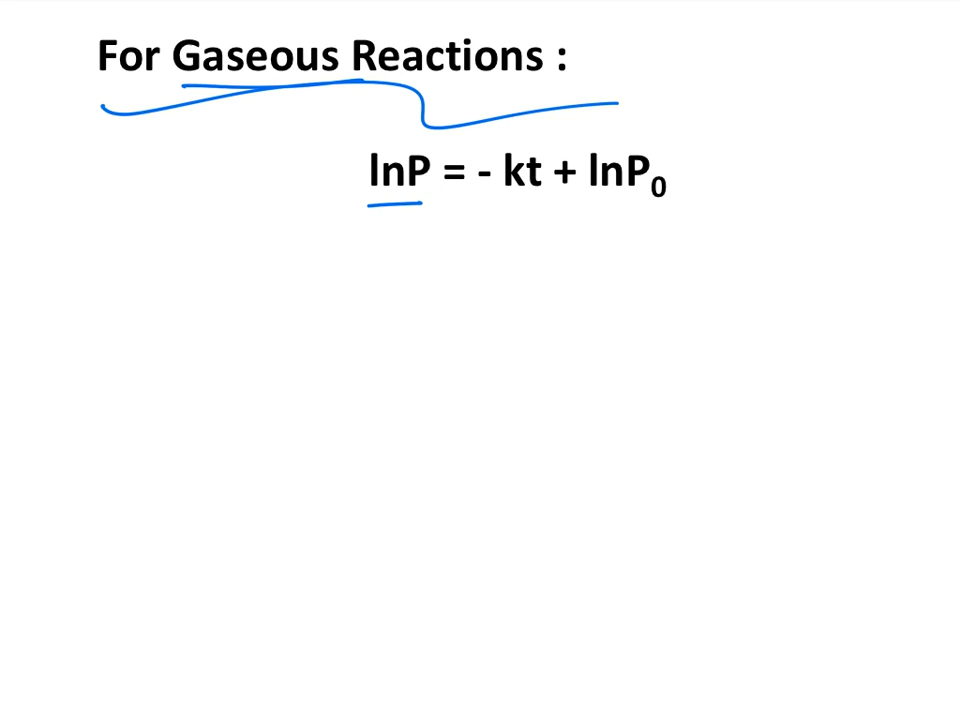 For Gaseous Reactions :
lnP = - kt + lnP₀